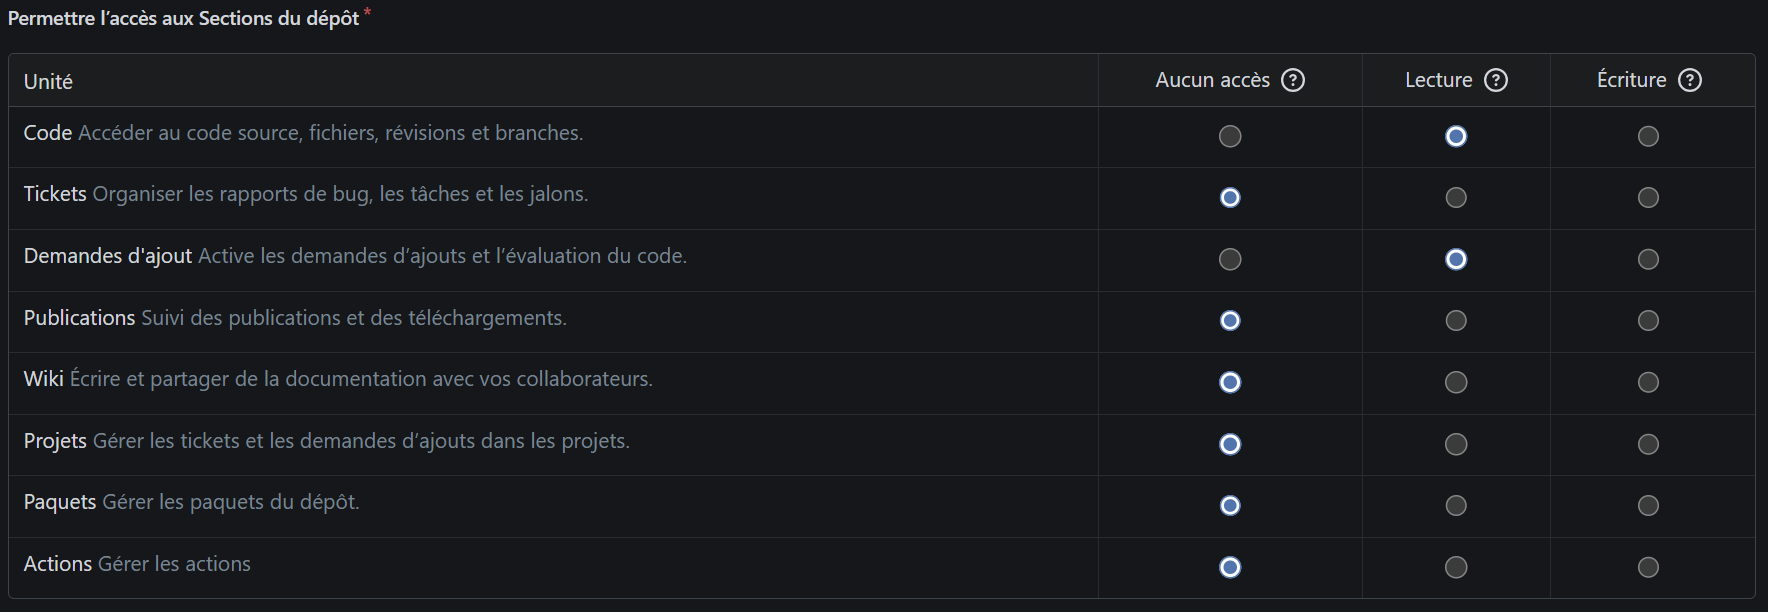 Permettre l’accès aux Sections du dépôt *
Unité Aucun accès ? Lecture ? Écriture ?
Code Accéder au code source, fichiers, révisions et branches.
Tickets Organiser les rapports de bug, les tâches et les jalons.
Demandes d'ajout Active les demandes d’ajouts et l’évaluation du code.
Publications Suivi des publications et des téléchargements.
Wiki Écrire et partager de la documentation avec vos collaborateurs.
Projets Gérer les tickets et les demandes d’ajouts dans les projets.
Paquets Gérer les paquets du dépôt.
Actions Gérer les actions